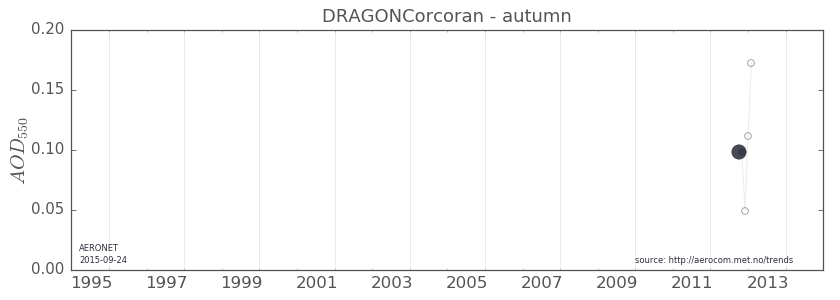 DRAGONCorcoran - autumn
0.20
0.15
0.10
0.05
0.00
AOD550
AERONET
2015-09-24
source: http://aerocom.met.no/trends
1995 1997 1999 2001 2003 2005 2007 2009 2011 2013